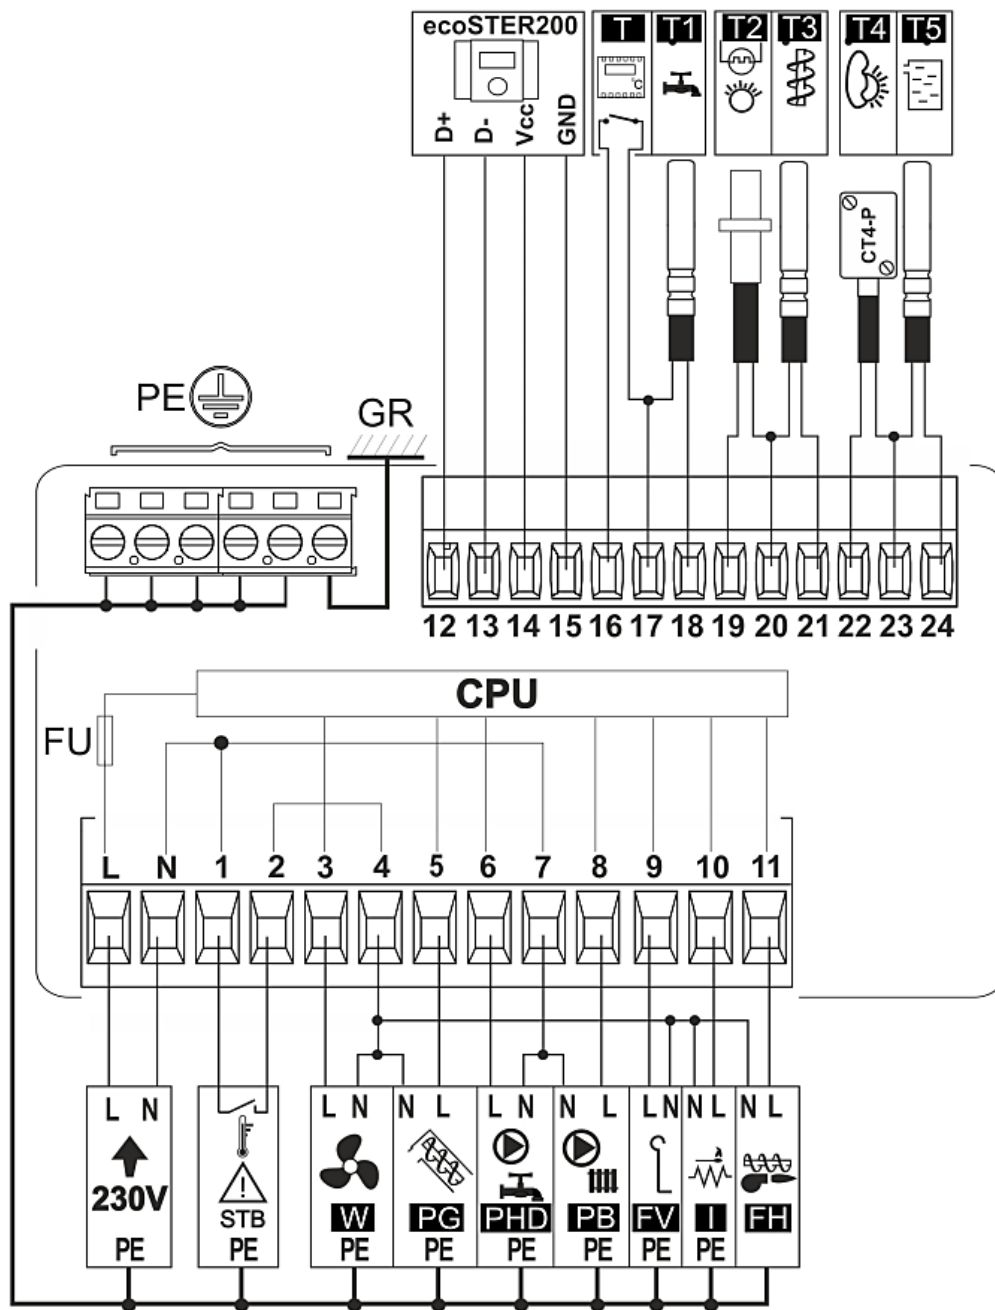 ecoSTER200 T T1 T2 T3 T4 T5
°C
D+ D- Vcc GND
CT4-P
PE GR
12 13 14 15 16 17 18 19 20 21 22 23 24
CPU
FU
L N 1 2 3 4 5 6 7 8 9 10 11
L N L N N L L N N L L N N L N L
230V
STB
W PG PHD PB FV I FH
PE PE PE PE PE PE PE PE